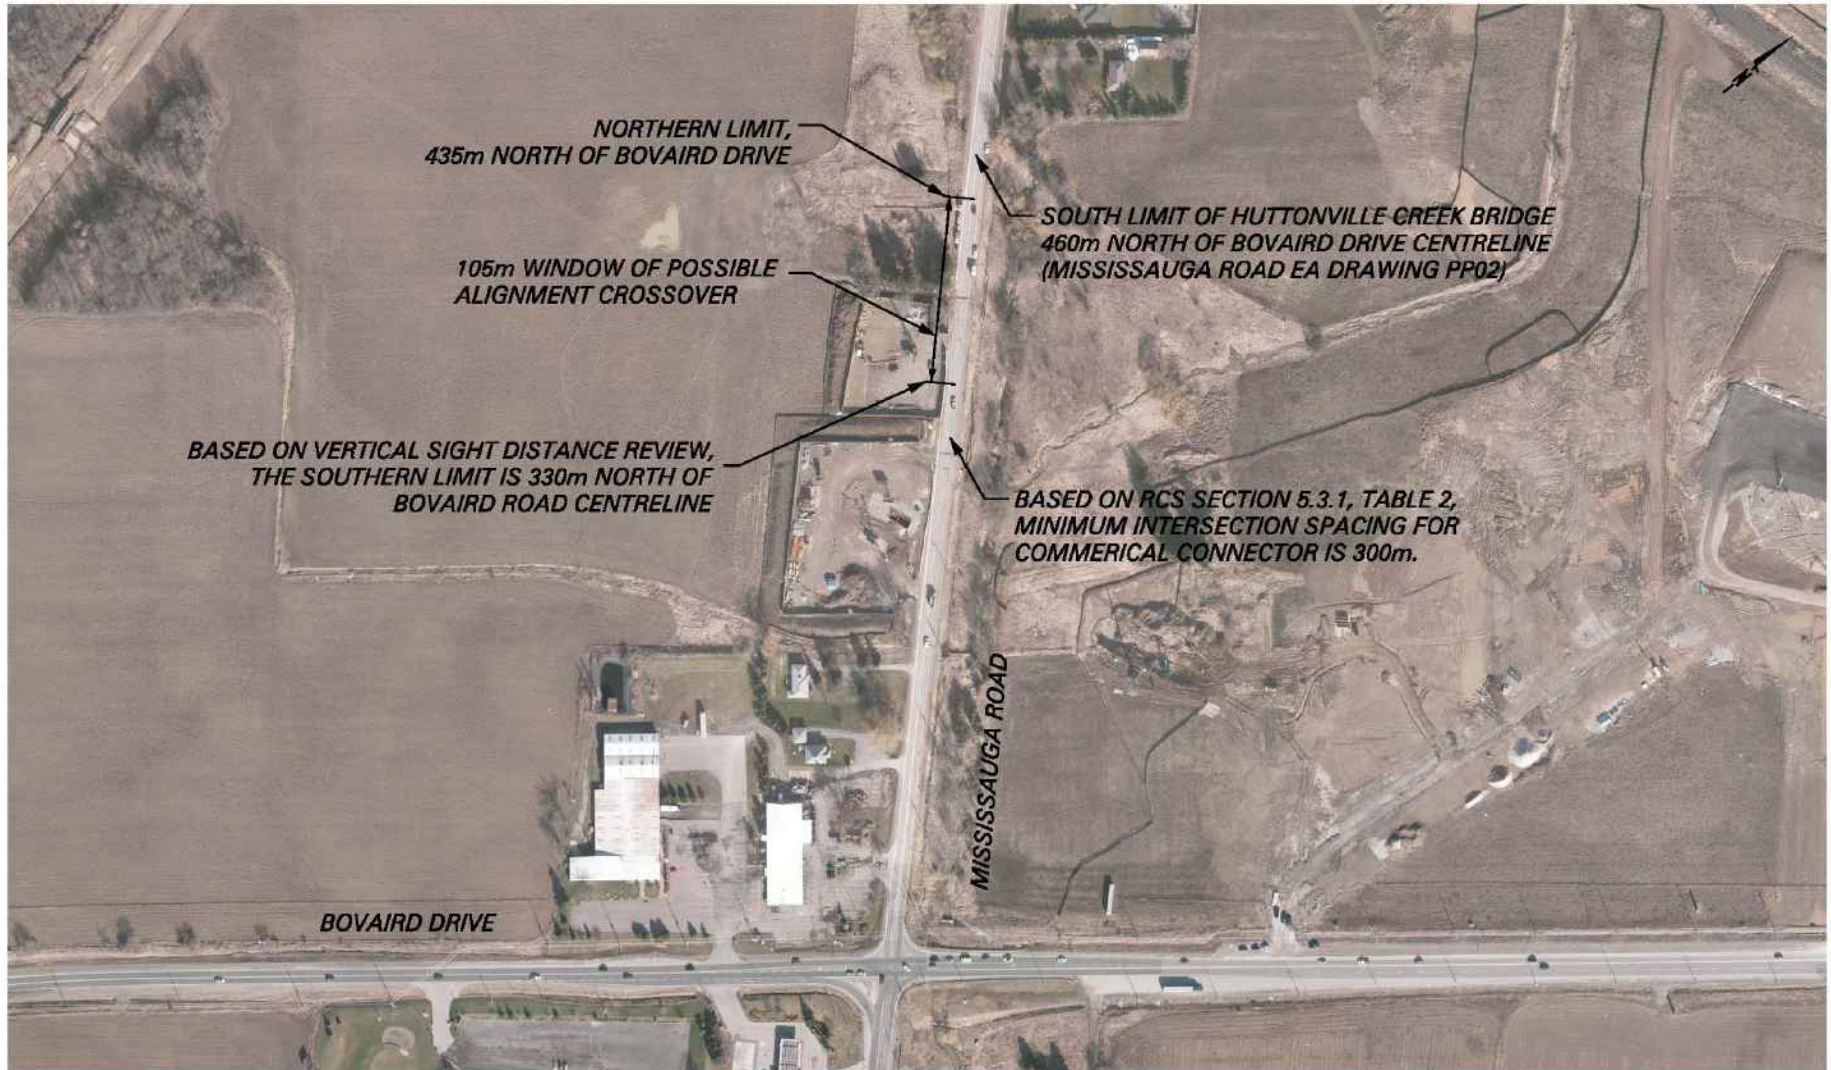 NORTHERN LIMIT,
435m NORTH OF BOVAIRD DRIVE
SOUTH LIMIT OF HUTTONVILLE CREEK BRIDGE
460m NORTH OF BOVAIRD DRIVE CENTRELINE
(MISSISSAUGA ROAD EA DRAWING PP02)
105m WINDOW OF POSSIBLE
ALIGNMENT CROSSOVER
BASED ON VERTICAL SIGHT DISTANCE REVIEW,
THE SOUTHERN LIMIT IS 330m NORTH OF
BOVAIRD ROAD CENTRELINE
BASED ON RCS SECTION 5.3.1, TABLE 2,
MINIMUM INTERSECTION SPACING FOR
COMMERICAL CONNECTOR IS 300m.
MISSISSAUGA ROAD
BOVAIRD DRIVE